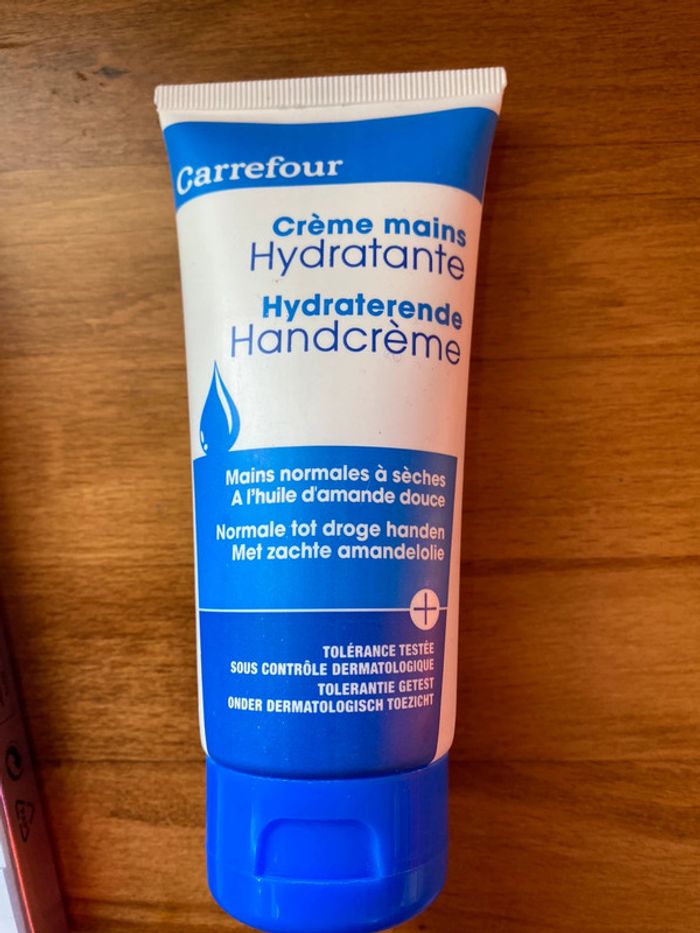 Carrefour
Crème mains
Hydratante
Hydraterende
Handcrème
Mains normales à sèches
A l'huile d'amande douce
Normale tot droge handen
Met zachte amandelolie
TOLÉRANCE TESTÉE
SOUS CONTRÔLE DERMATOLOGIQUE
TOLERANTIE GETEST
ONDER DERMATOLOGISCH TOEZICHT